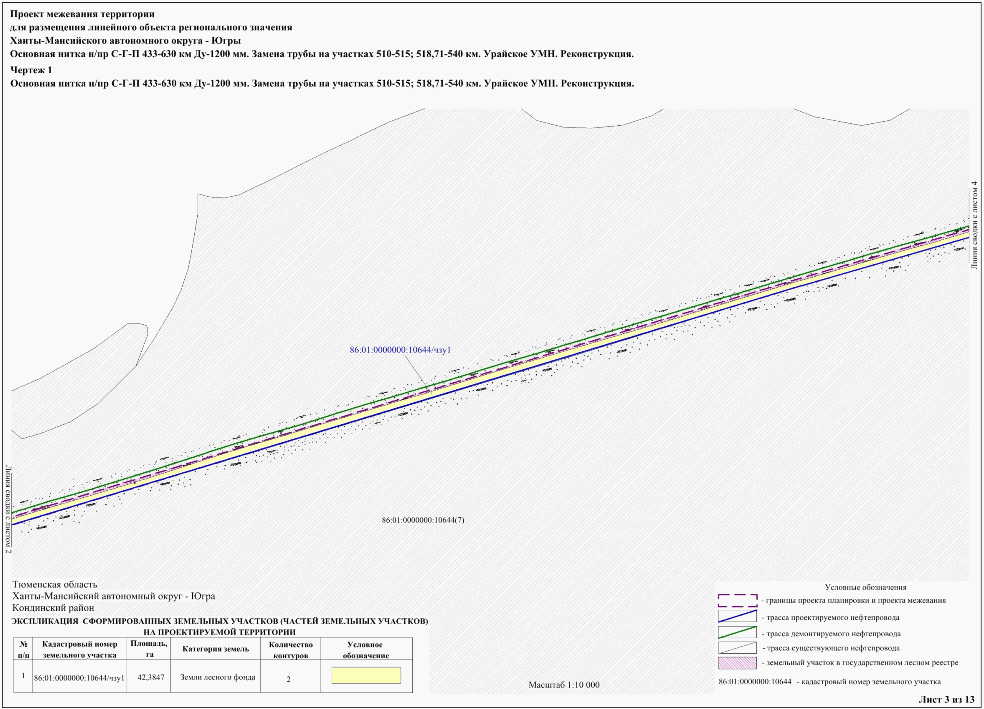 Проект межевания территории
для размещения линейного объекта регионального значения
Ханты-Мансийского автономного округа - Югры
Основная нитка н/пр С-Г-П 433-630 км Ду-1200 мм. Замена трубы на участках 510-515; 518,71-540 км. Урайское УМН. Реконструкция.
Чертеж 1
Основная нитка н/пр С-Г-П 433-630 км Ду-1200 мм. Замена трубы на участках 510-515; 518,71-540 км. Урайское УМН. Реконструкция.
Линия сводки с листом 4
86:01:0000000:10644/чзу1
Линия сводки с листом 2
86:01:0000000:10644(7)
Тюменская область
Ханты-Мансийский автономный округ - Югра
Кондинский район
ЭКСПЛИКАЦИЯ СФОРМИРОВАННЫХ ЗЕМЕЛЬНЫХ УЧАСТКОВ (ЧАСТЕЙ ЗЕМЕЛЬНЫХ УЧАСТКОВ)
НА ПРОЕКТИРУЕМОЙ ТЕРРИТОРИИ
№ п/п Кадастровый номер земельного участка Площадь, га Категория земель Количество контуров Условное обозначение
1 86:01:0000000:10644/чзу1 42,3847 Земли лесного фонда 2
Условные обозначения
- границы проекта планировки и проекта межевания
- трасса проектируемого нефтепровода
- трасса демонтируемого нефтепровода
- трасса существующего нефтепровода
- земельный участок в государственном лесном реестре
86:01:0000000:10644 - кадастровый номер земельного участка
Масштаб 1:10 000
Лист 3 из 13